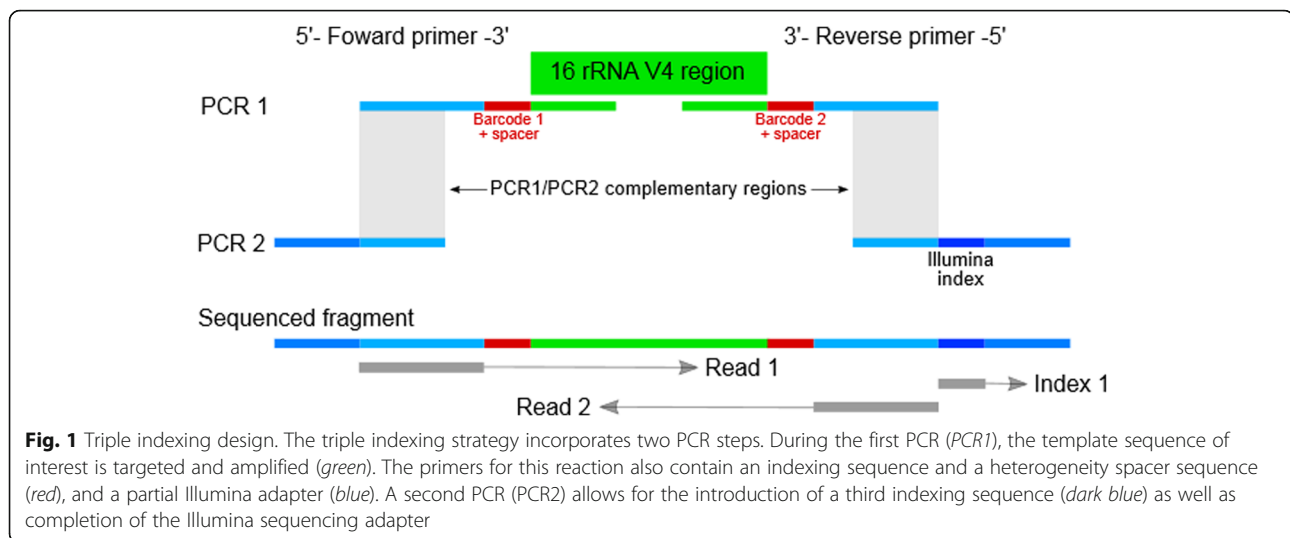 5'- Foward primer -3'
3'- Reverse primer -5'
16 rRNA V4 region
PCR 1
Barcode 1
+ spacer
Barcode 2
+ spacer
PCR1/PCR2 complementary regions
PCR 2
Illumina
index
Sequenced fragment
Read 1
Index 1
Read 2
Fig. 1 Triple indexing design. The triple indexing strategy incorporates two PCR steps. During the first PCR (PCR1), the template sequence of
interest is targeted and amplified (green). The primers for this reaction also contain an indexing sequence and a heterogeneity spacer sequence
(red), and a partial Illumina adapter (blue). A second PCR (PCR2) allows for the introduction of a third indexing sequence (dark blue) as well as
completion of the Illumina sequencing adapter